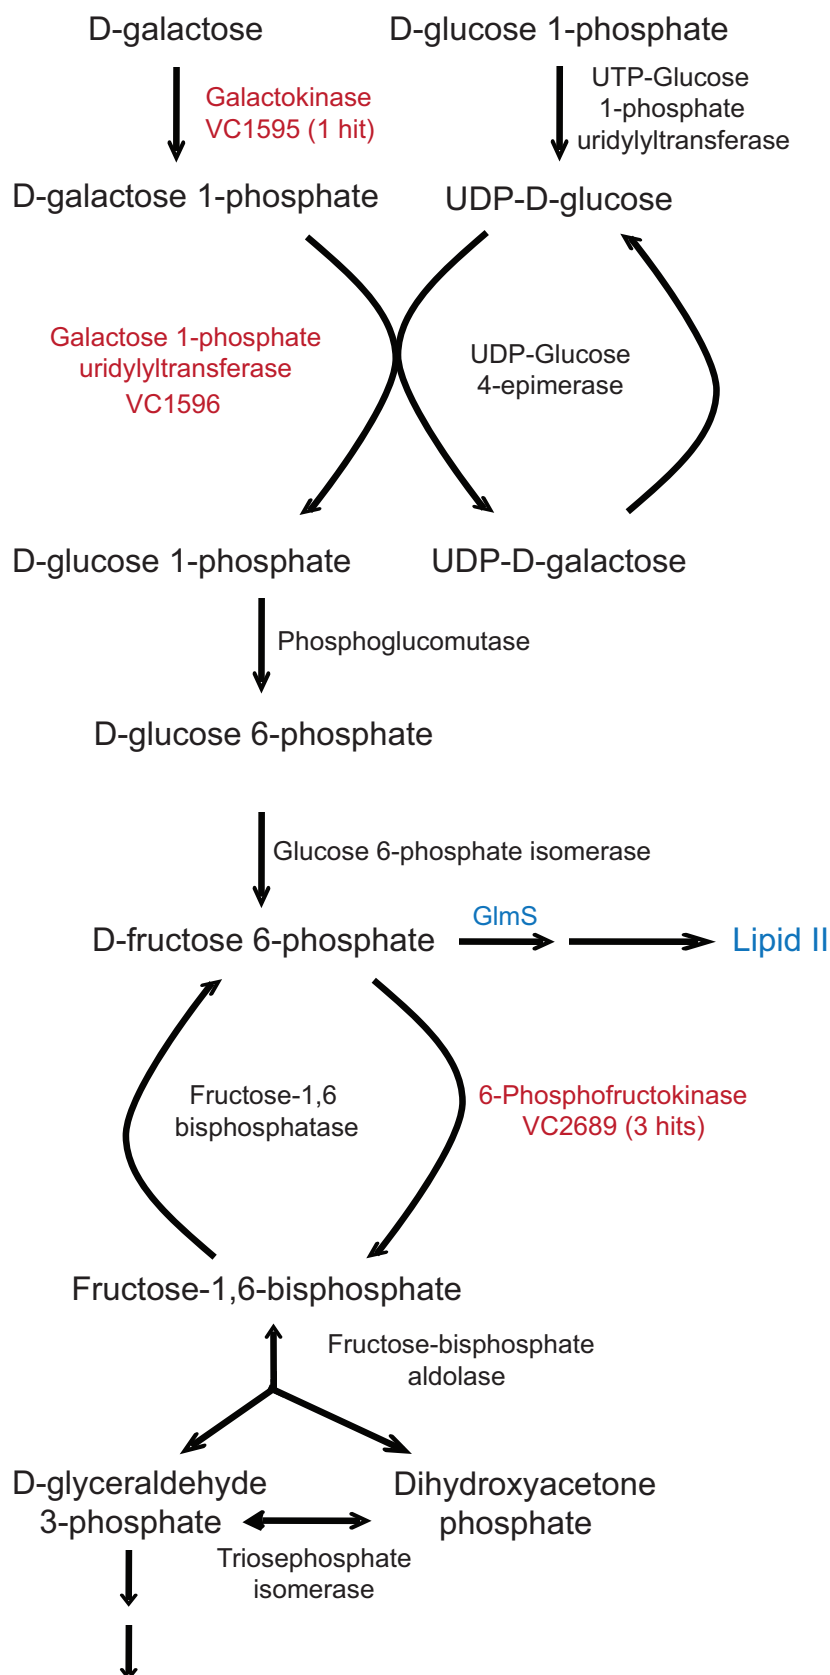 D-galactose
D-glucose 1-phosphate
Galactokinase
VC1595 (1 hit)
UTP-Glucose
1-phosphate
uridylyltransferase
D-galactose 1-phosphate
UDP-D-glucose
Galactose 1-phosphate
uridylyltransferase
VC1596
UDP-Glucose
4-epimerase
D-glucose 1-phosphate
UDP-D-galactose
Phosphoglucomutase
D-glucose 6-phosphate
Glucose 6-phosphate isomerase
D-fructose 6-phosphate
GlmS
Lipid II
Fructose-1,6
bisphosphatase
6-Phosphofructokinase
VC2689 (3 hits)
Fructose-1,6-bisphosphate
Fructose-bisphosphate
aldolase
D-glyceraldehyde
3-phosphate
Dihydroxyacetone
phosphate
Triosephosphate
isomerase